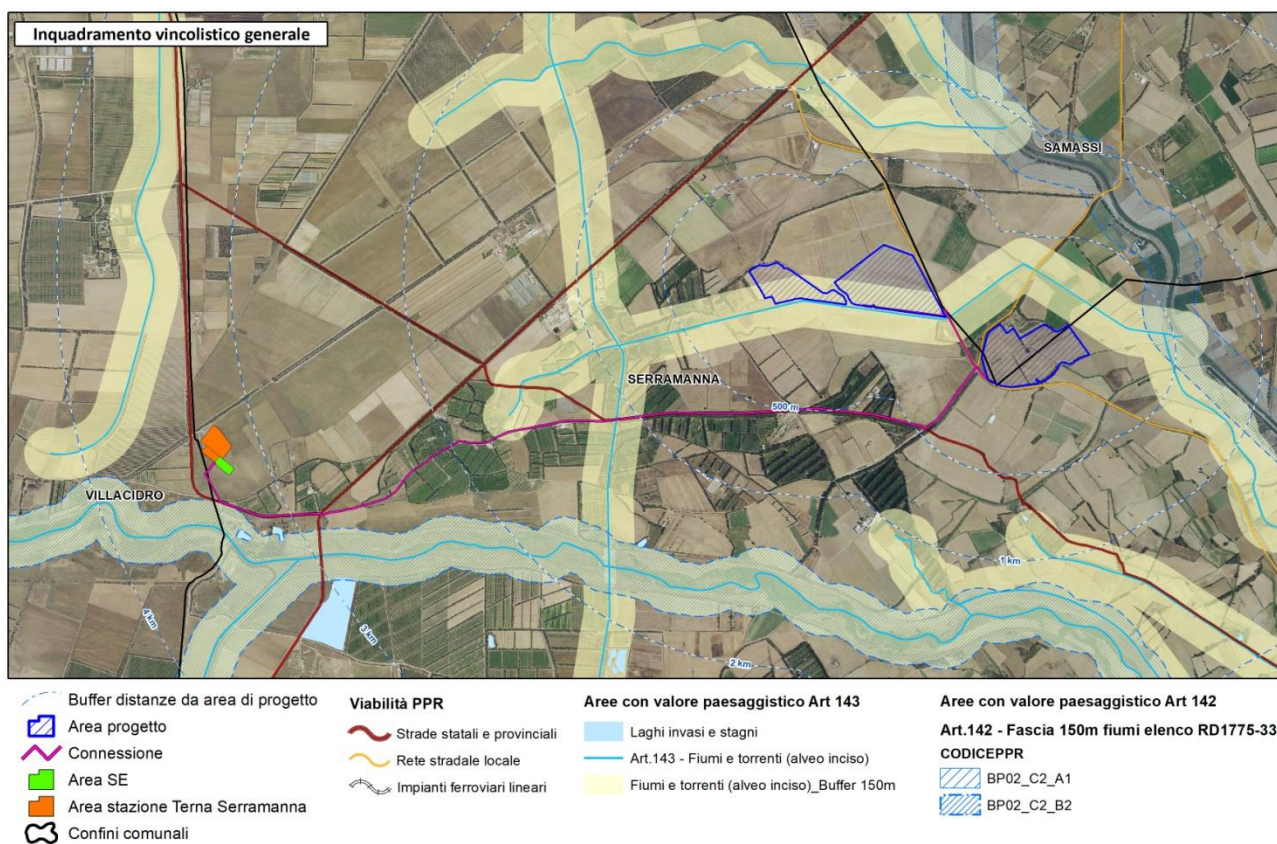 Inquadramento vincolistico generale
SAMASSI
SERRAMANNA
500 m
VILLACIDRO
1 km
4 km
3 km
2 km
Buffer distanze da area di progetto
Area progetto
Connessione
Area SE
Area stazione Terna Serramanna
Confini comunali
Viabilità PPR
Strade statali e provinciali
Rete stradale locale
Impianti ferroviari lineari
Aree con valore paesaggistico Art 143
Laghi invasi e stagni
Art.143 - Fiumi e torrenti (alveo inciso)
Fiumi e torrenti (alveo inciso)_Buffer 150m
Aree con valore paesaggistico Art 142
Art.142 - Fascia 150m fiumi elenco RD1775-33
CODICEPPR
BP02_C2_A1
BP02_C2_B2